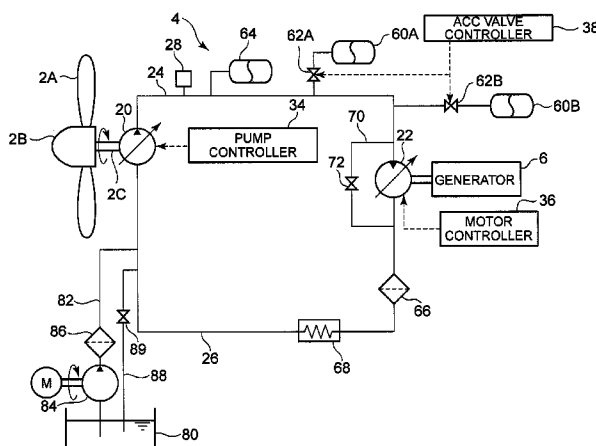 4
28
64
60A
62A
ACC VALVE
CONTROLLER
38
2A
24
62B
60B
20
34
70
22
2B
PUMP
CONTROLLER
72
6
GENERATOR
2C
36
MOTOR
CONTROLLER
82
66
86
89
26
68
M
84
88
80